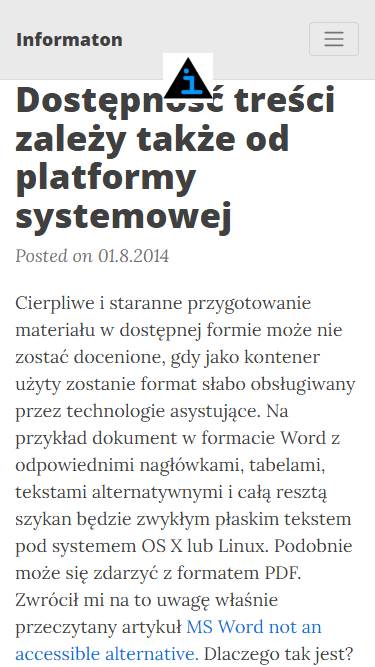 Informaton
Dostępność treści
zależy także od
platformy
systemowej
Posted on 01.8.2014
Cierpliwe i staranne przygotowanie
materiału w dostępnej formie może nie
zostać docenione, gdy jako kontener
użyty zostanie format słabo obsługiwany
przez technologie asystujące. Na
przykład dokument w formacie Word z
odpowiednimi nagłówkami, tabelami,
tekstami alternatywnymi i całą resztą
szykan będzie zwykłym płaskim tekstem
pod systemem OS X lub Linux. Podobnie
może się zdarzyć z formatem PDF.
Zwrócił mi na to uwagę właśnie
przeczytany artykuł MS Word not an
accessible alternative. Dlaczego tak jest?